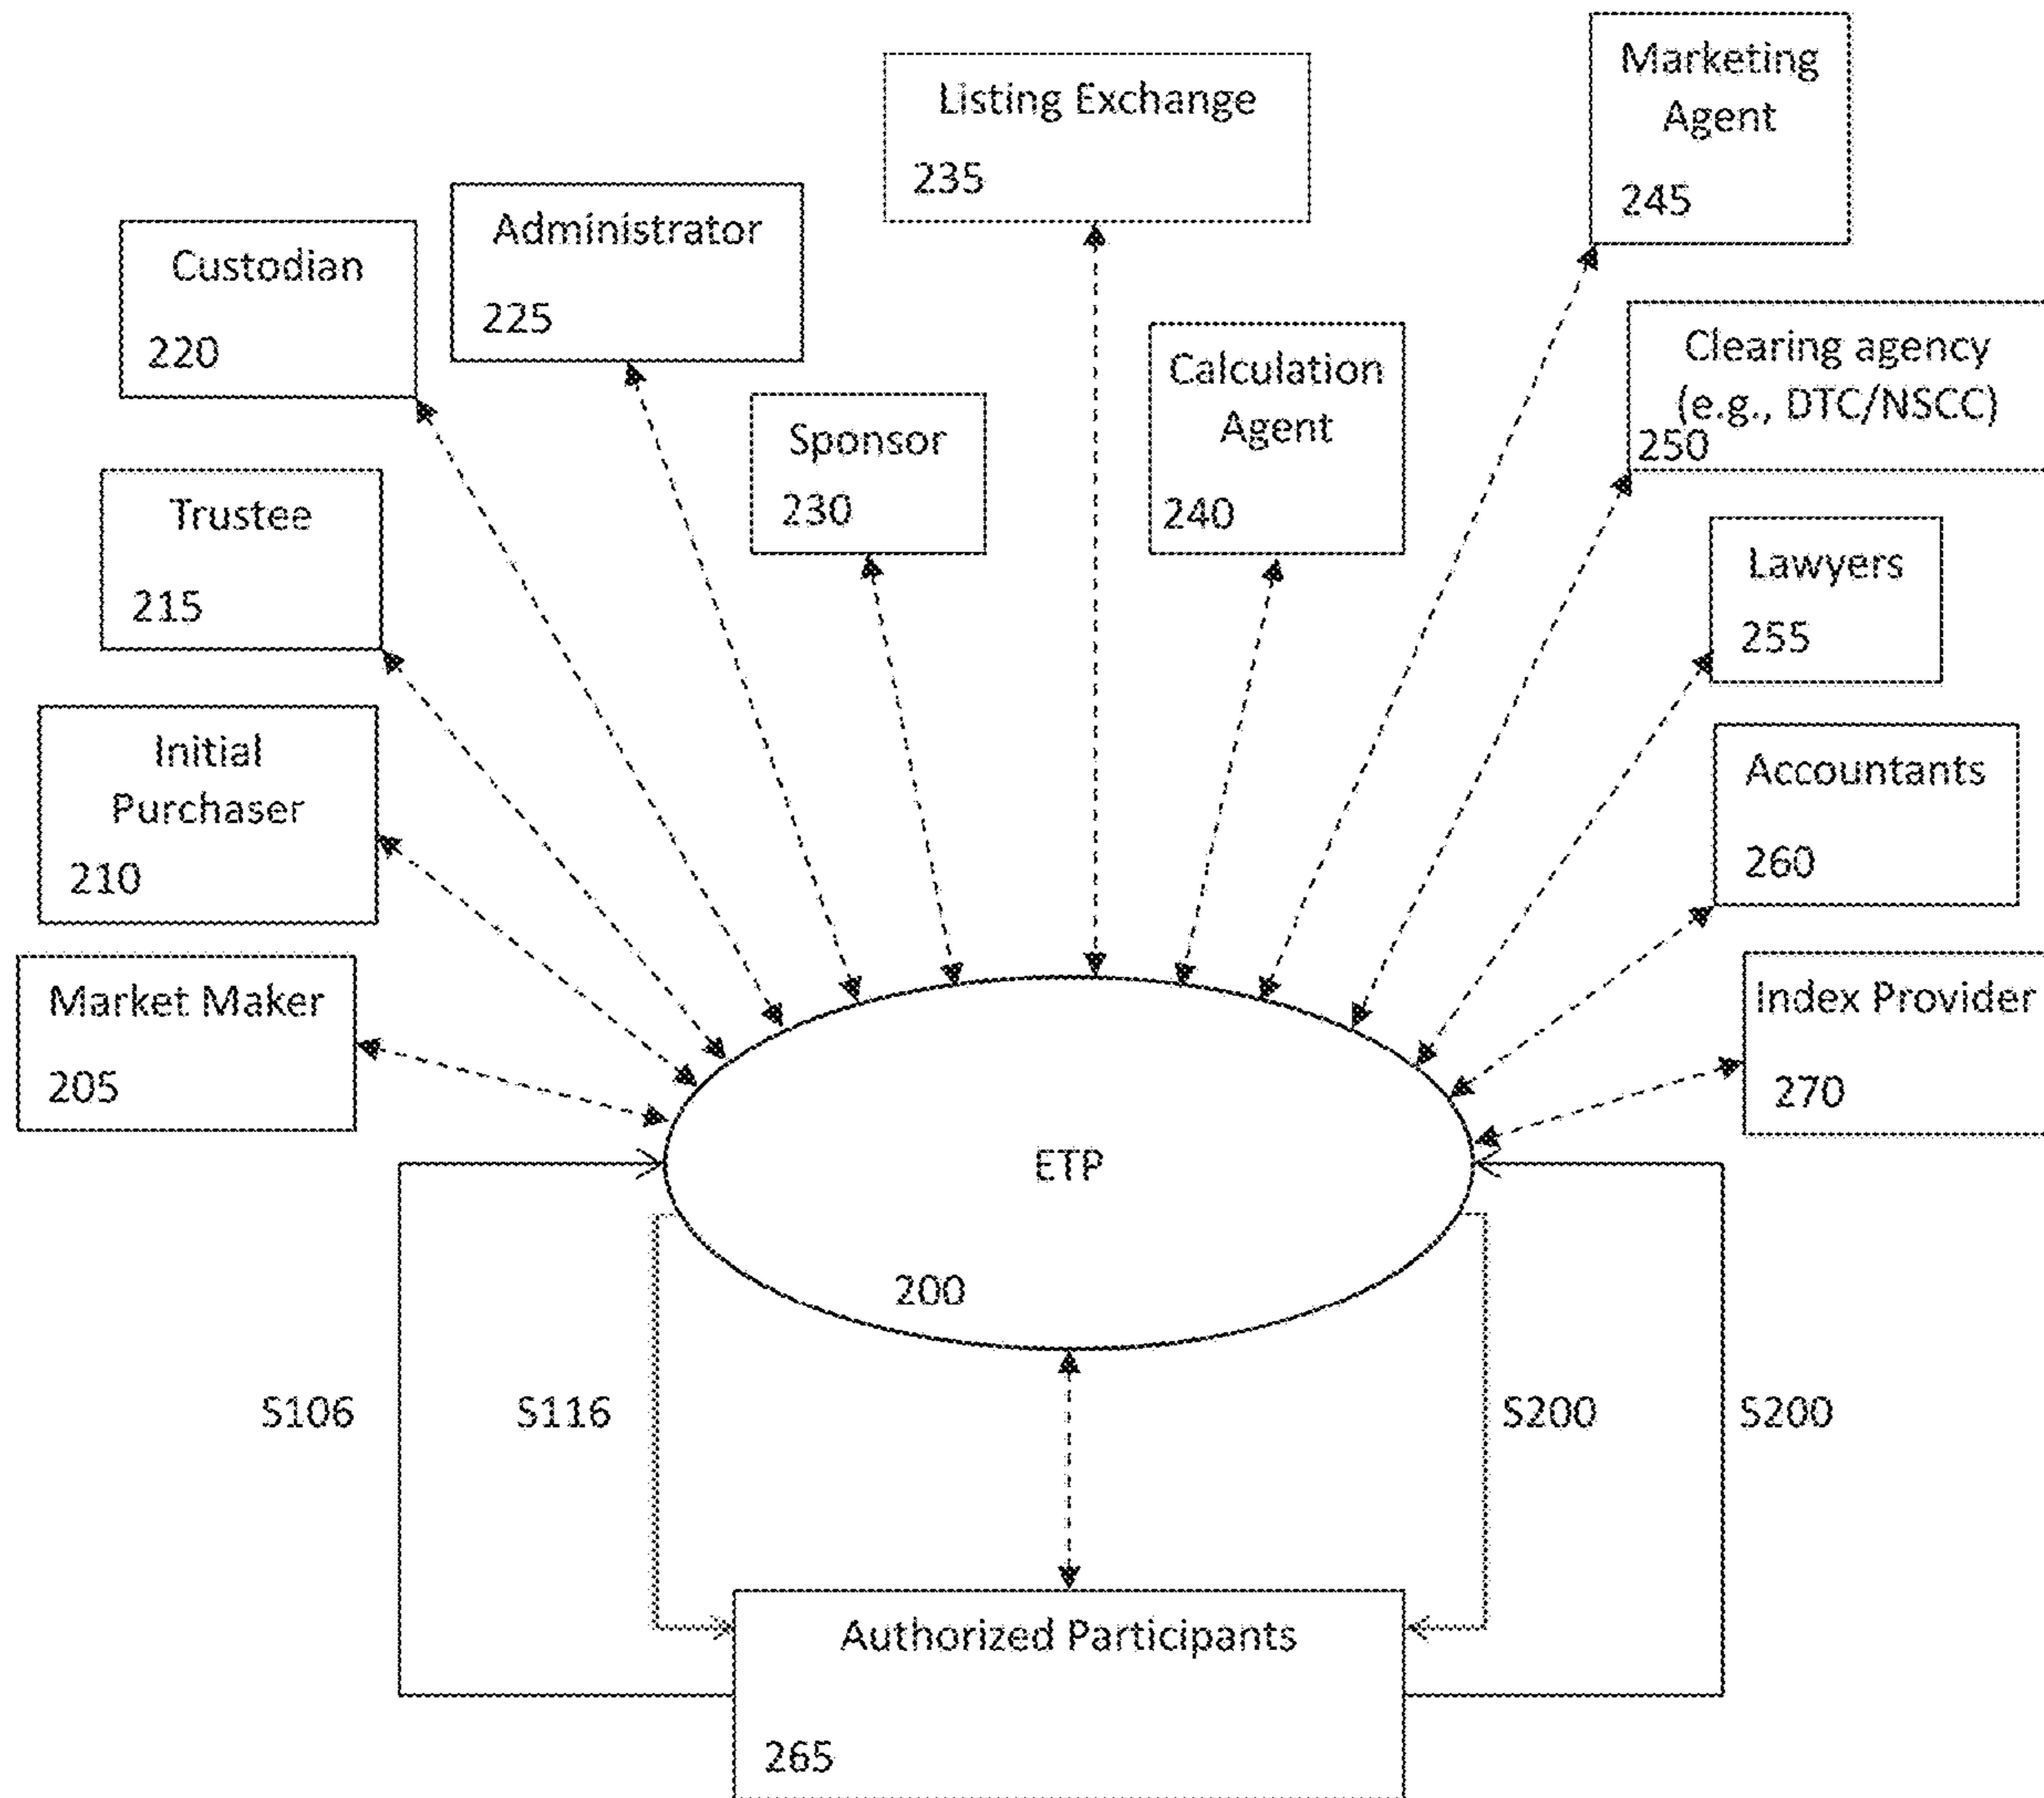 Marketing
Agent
245
Listing Exchange
235
Administrator
225
Custodian
220
Clearing agency
(e.g., DTC/NSCC)
250
Calculation
Agent
240
Sponsor
230
Trustee
215
Lawyers
255
Initial
Purchaser
210
Accountants
260
Market Maker
205
Index Provider
270
ETP
200
S106
S116
S200
S200
Authorized Participants
265